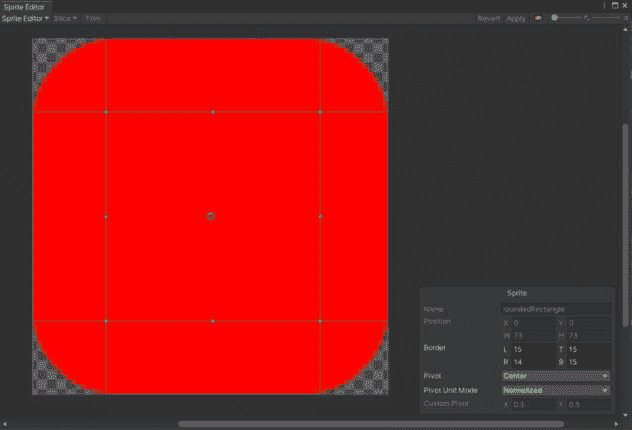 Sprite Editor
Sprite Editor Slice Trim Revert Apply
Sprite
Name roundedRectangle
Position X 0 Y 0
W 73 H 73
Border L 15 T 15
R 14 B 15
Pivot Center
Pivot Unit Mode Normalized
Custom Pivot X 0.5 Y 0.5